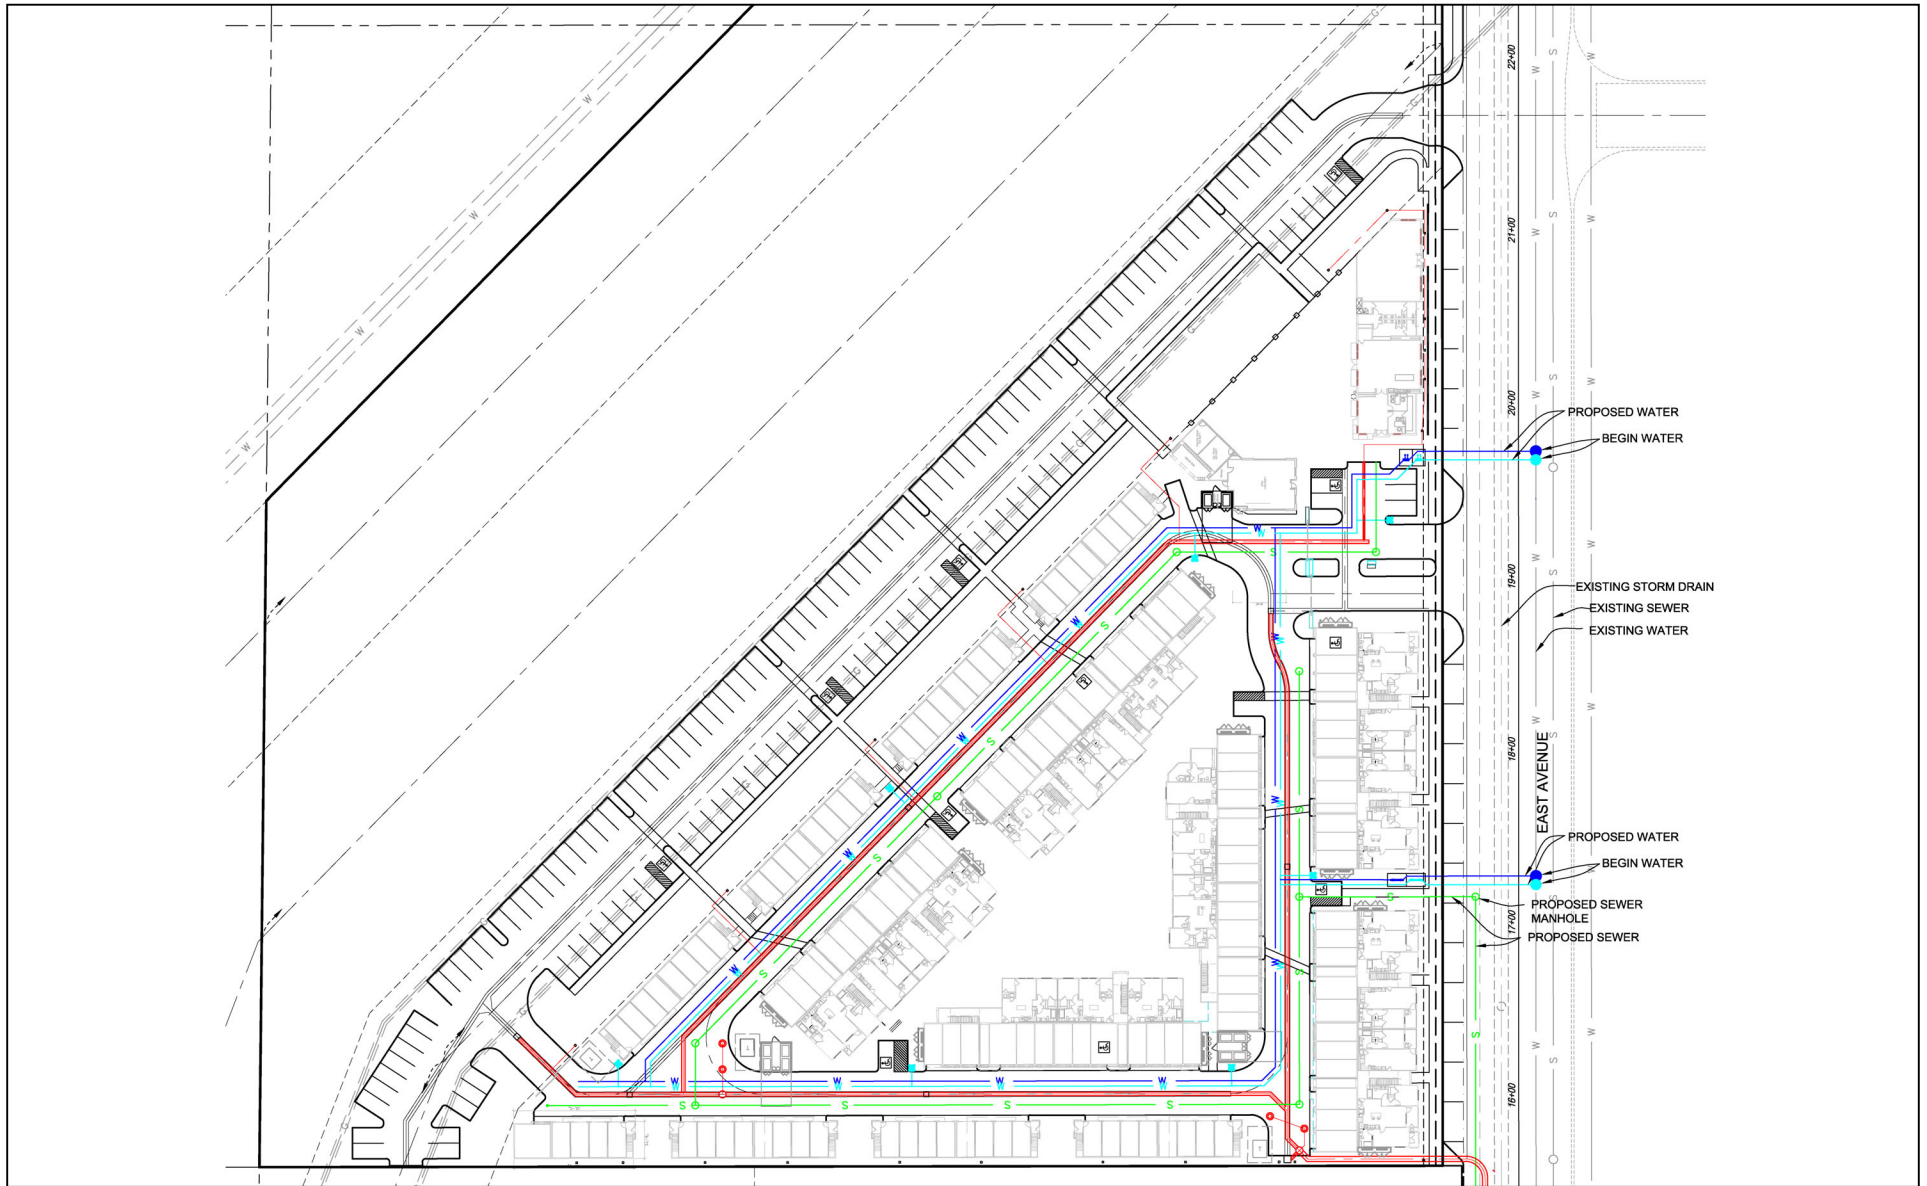 22+00
21+00
20+00
PROPOSED WATER
BEGIN WATER
19+00
EXISTING STORM DRAIN
EXISTING SEWER
EXISTING WATER
18+00
EAST AVENUE
PROPOSED WATER
BEGIN WATER
17+00
PROPOSED SEWER
MANHOLE
PROPOSED SEWER
16+00
W
W
W
W
W
W
W
W
S
S
S
S
S
S
S
S
G
G
G